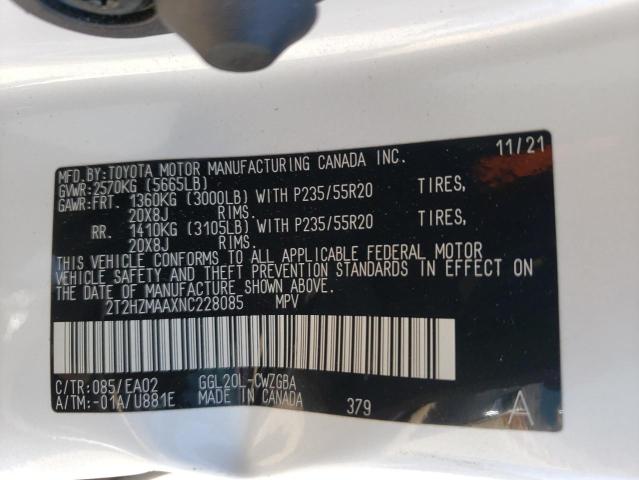 MFD.BY:TOYOTA MOTOR MANUFACTURING CANADA INC. 11/21
GVWR:2570KG (5665LB)
GAWR:FRT. 1360KG (3000LB) WITH P235/55R20 TIRES,
20X8J RIMS.
RR. 1410KG (3105LB) WITH P235/55R20 TIRES,
20X8J RIMS.
THIS VEHICLE CONFORMS TO ALL APPLICABLE FEDERAL MOTOR
VEHICLE SAFETY AND THEFT PREVENTION STANDARDS IN EFFECT ON
THE DATE OF MANUFACTURE SHOWN ABOVE.
2T2HZMAAXNC228085 MPV
C/TR:085/EA02 GGL20L-CWZGBA
A/TM:-01A/U881E MADE IN CANADA 379 A